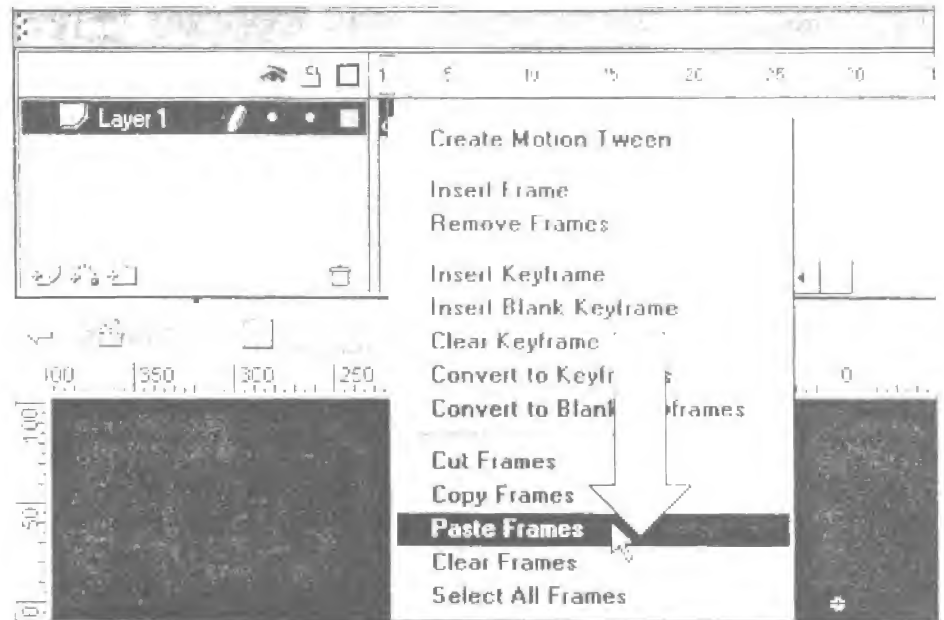 1 5 10 15 20 25 30
Layer 1
Create Motion Tween
Insert Frame
Remove Frames
Insert Keyframe
Insert Blank Keyframe
Clear Keyframe
Convert to Keyfr s
Convert to Blank frames
Cut Frames
Copy Frames
Paste Frames
Clear Frames
Select All Frames
350 300 250 0
100
50
0